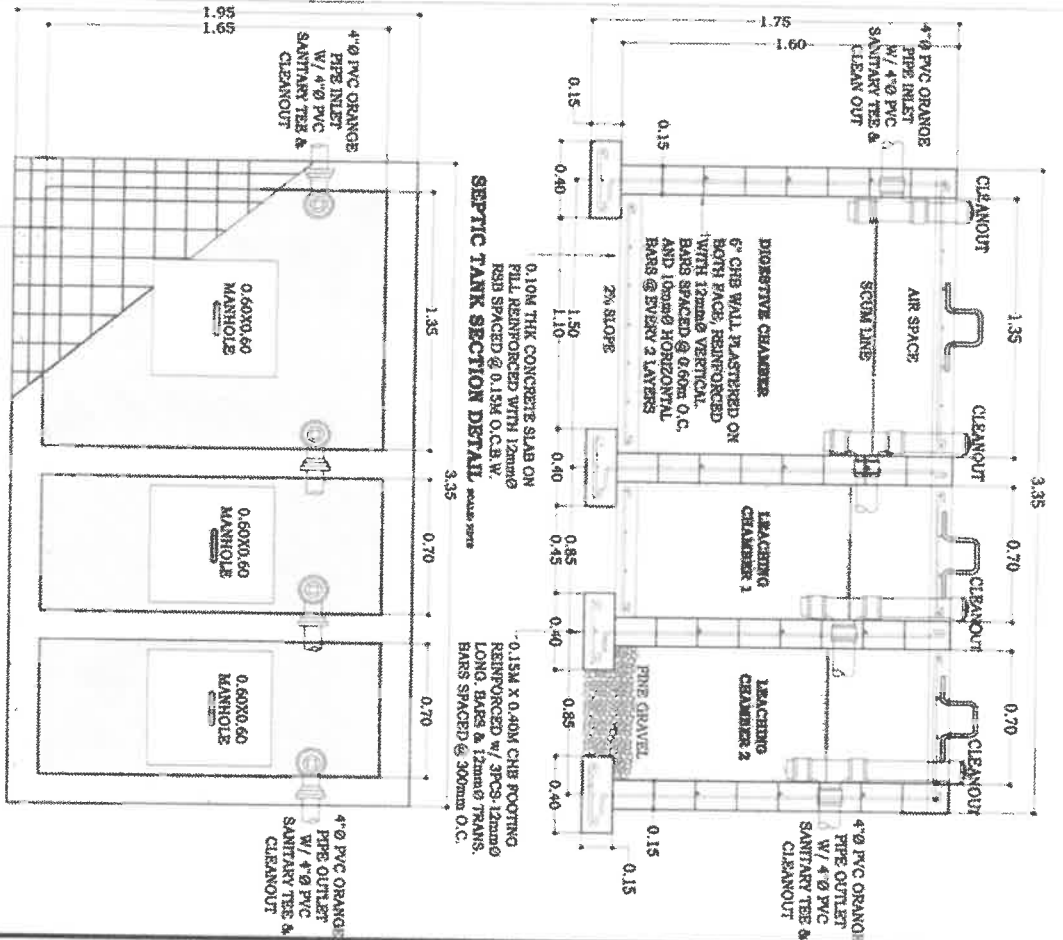 4"Ø PVC ORANGE
PIPE INLET
W/ 4"Ø PVC
SANITARY TEE &
CLEAN OUT
1.75
1.60
0.15
0.15
CLEANOUT
1.35
CLEANOUT
3.35
0.70
CLEANOUT
0.70
CLEANOUT
AIR SPACE
SCUM LINE
DIGESTIVE CHAMBER
6" CHB WALL PLASTERED ON
BOTH FACE, REINFORCED
WITH 12mmØ VERTICAL
BARS SPACED @ 0.60m O.C.
AND 10mmØ HORIZONTAL
BARS @ EVERY 2 LAYERS
2% SLOPE
LEACHING
CHAMBER 1
LEACHING
CHAMBER 2
FINE GRAVEL
4"Ø PVC ORANGE
PIPE OUTLET
W/ 4"Ø PVC
SANITARY TEE &
CLEANOUT
0.15
0.15
0.40
1.10
0.40
0.45
0.40
0.40
1.50
0.85
0.85
0.10M THK CONCRETE SLAB ON
FILL REINFORCED WITH 12mmØ
RSB SPACED @ 0.15M O.C.B.W.
0.15M X 0.40M CHB FOOTING
REINFORCED W/ 3PCS-12mmØ
LONG. BARS & 12mmØ TRANS.
BARS SPACED @ 300mm O.C.
SEPTIC TANK SECTION DETAIL
3.35
1.35
0.70
0.70
1.95
1.65
4"Ø PVC ORANGE
PIPE INLET
W/ 4"Ø PVC
SANITARY TEE &
CLEANOUT
0.60X0.60
MANHOLE
0.60X0.60
MANHOLE
0.60X0.60
MANHOLE
4"Ø PVC ORANGE
PIPE OUTLET
W/ 4"Ø PVC
SANITARY TEE &
CLEANOUT